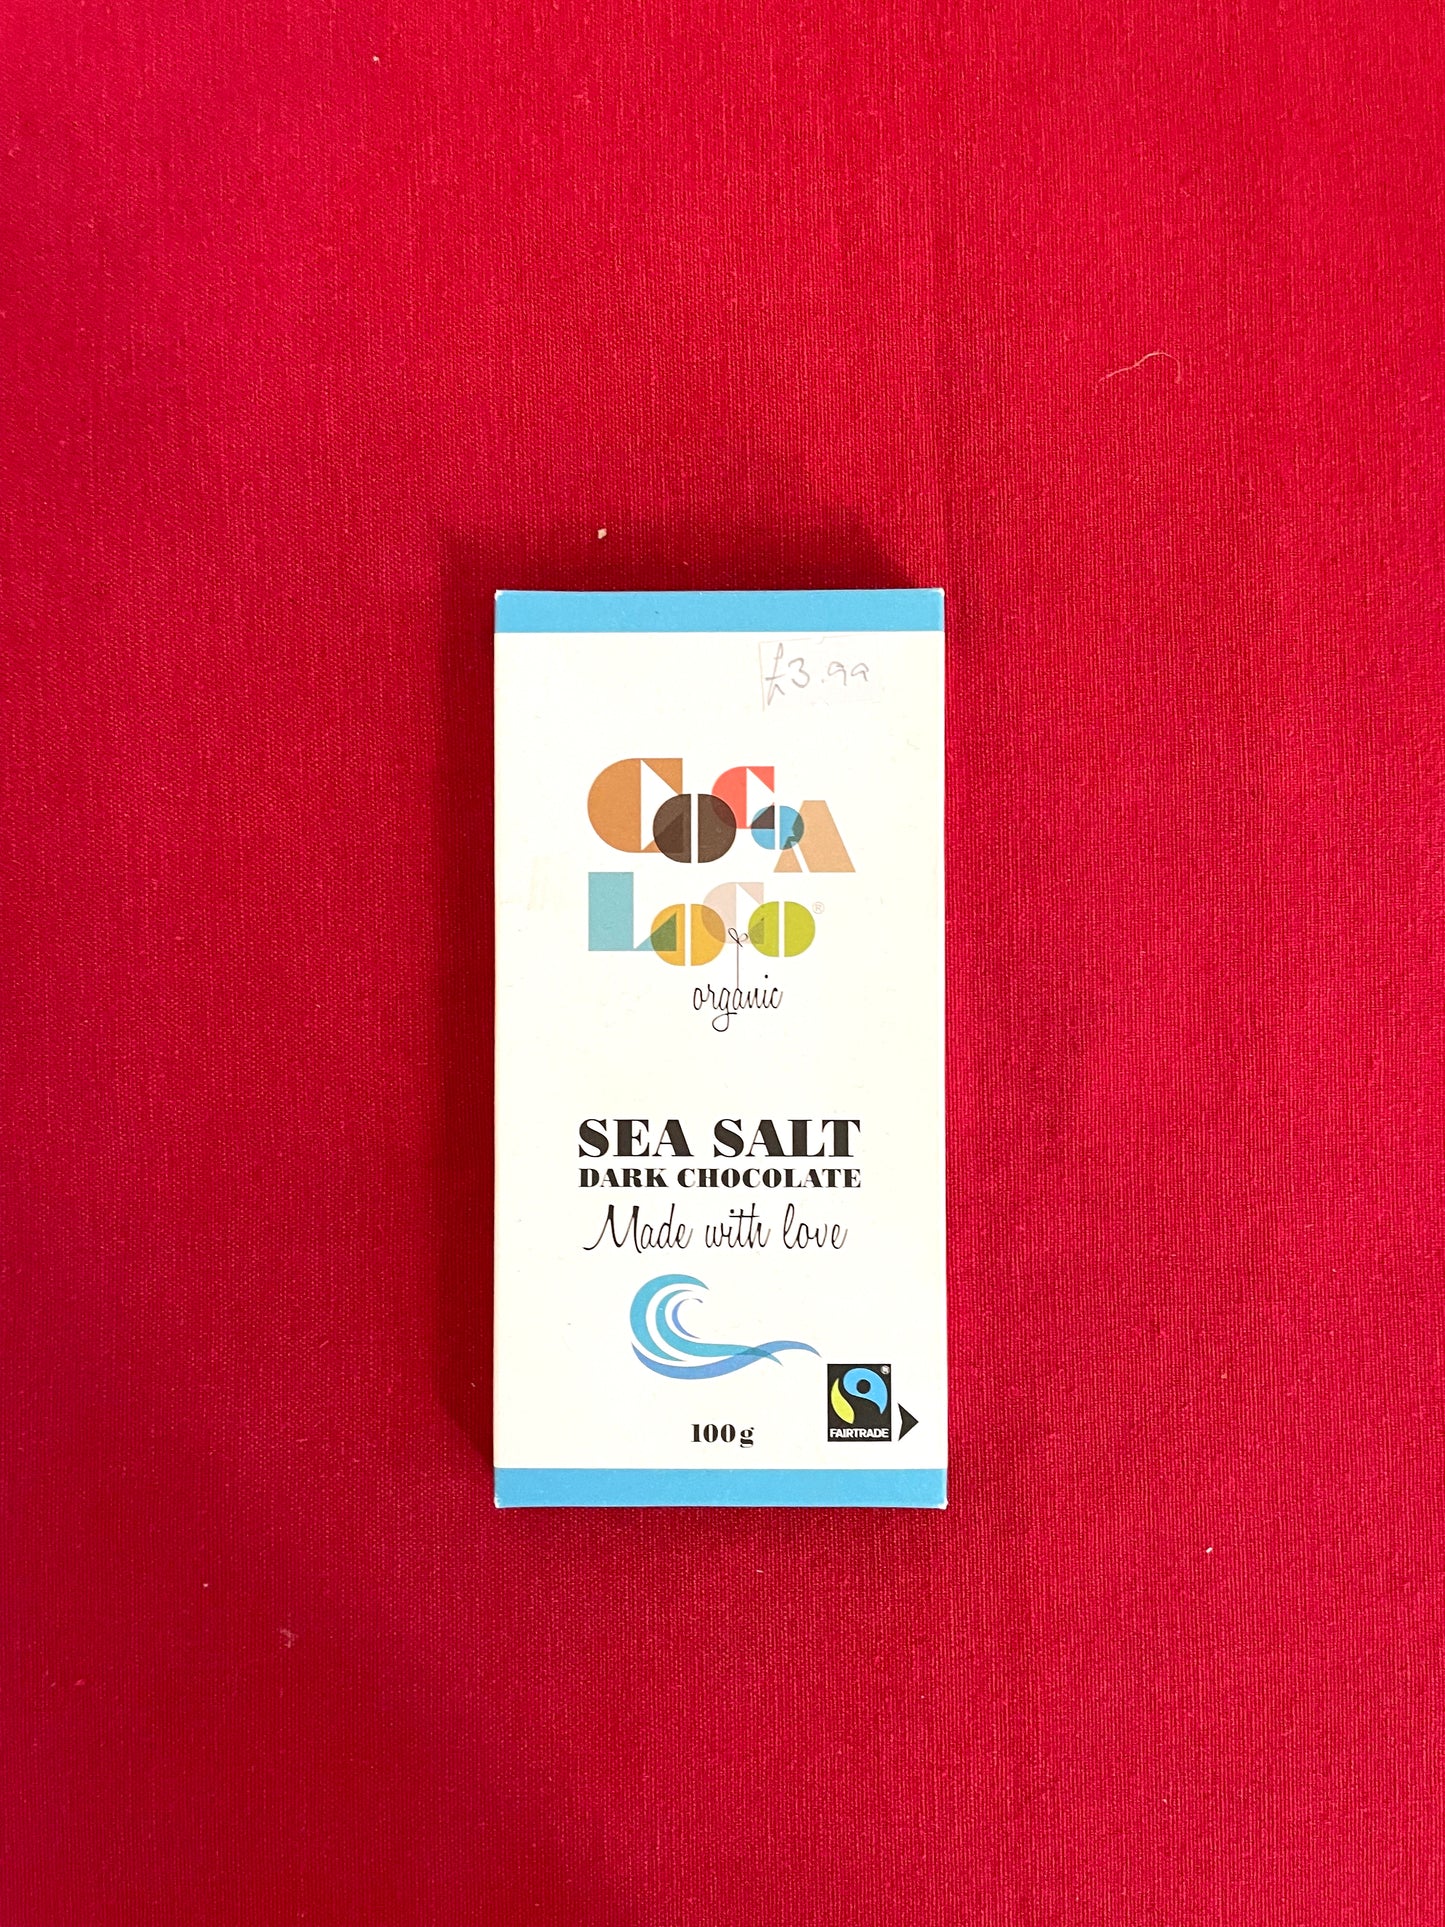 £3.99
COCOA
LOCO®
organic
SEA SALT
DARK CHOCOLATE
Made with love
®
FAIRTRADE
100g